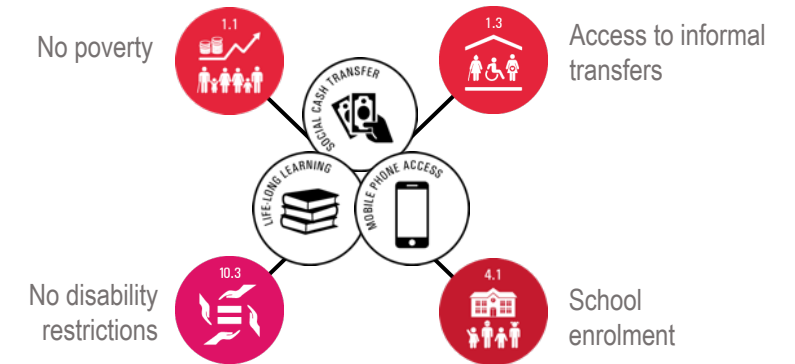 1.1
No poverty
1.3
Access to informal
transfers
SOCIAL CASH TRANSFER
LIFE-LONG LEARNING
MOBILE PHONE ACCESS
10.3
No disability
restrictions
4.1
School
enrolment